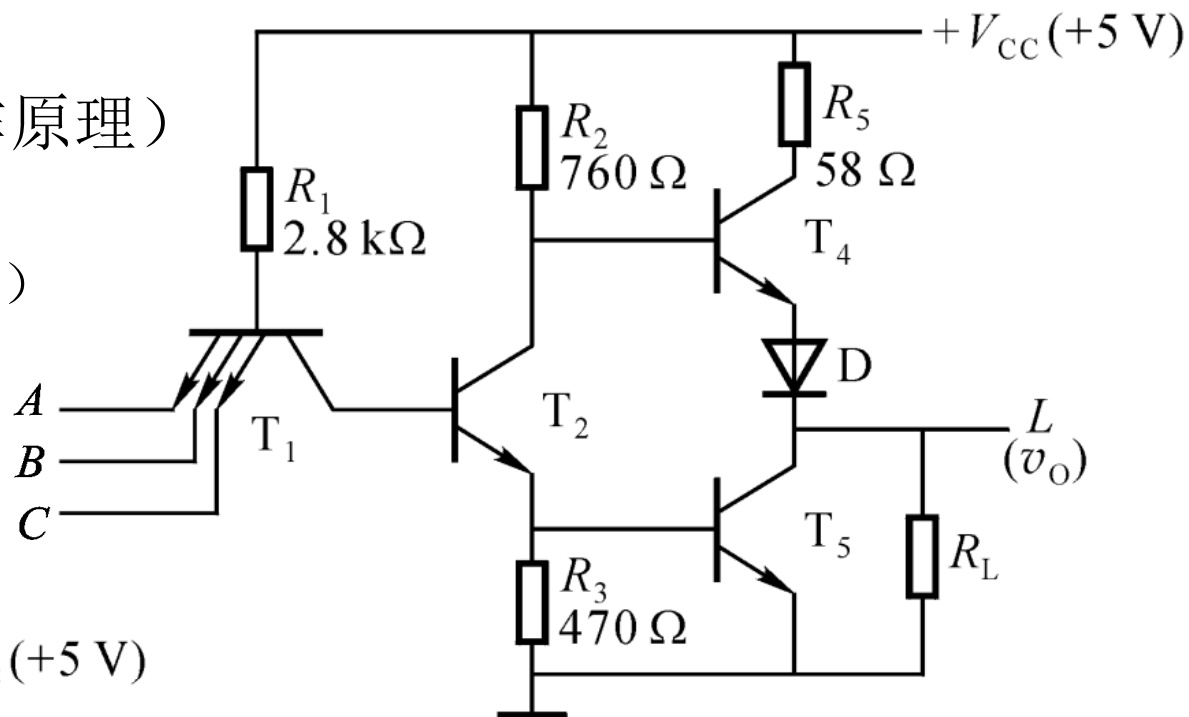 +V_CC (+5 V)
原理）
R_2
760 Ω
R_5
58 Ω
R_1
2.8 kΩ
T_4
）
D
A
T_1
T_2
L
(v_O)
B
C
T_5
R_L
R_3
470 Ω
(+5 V)